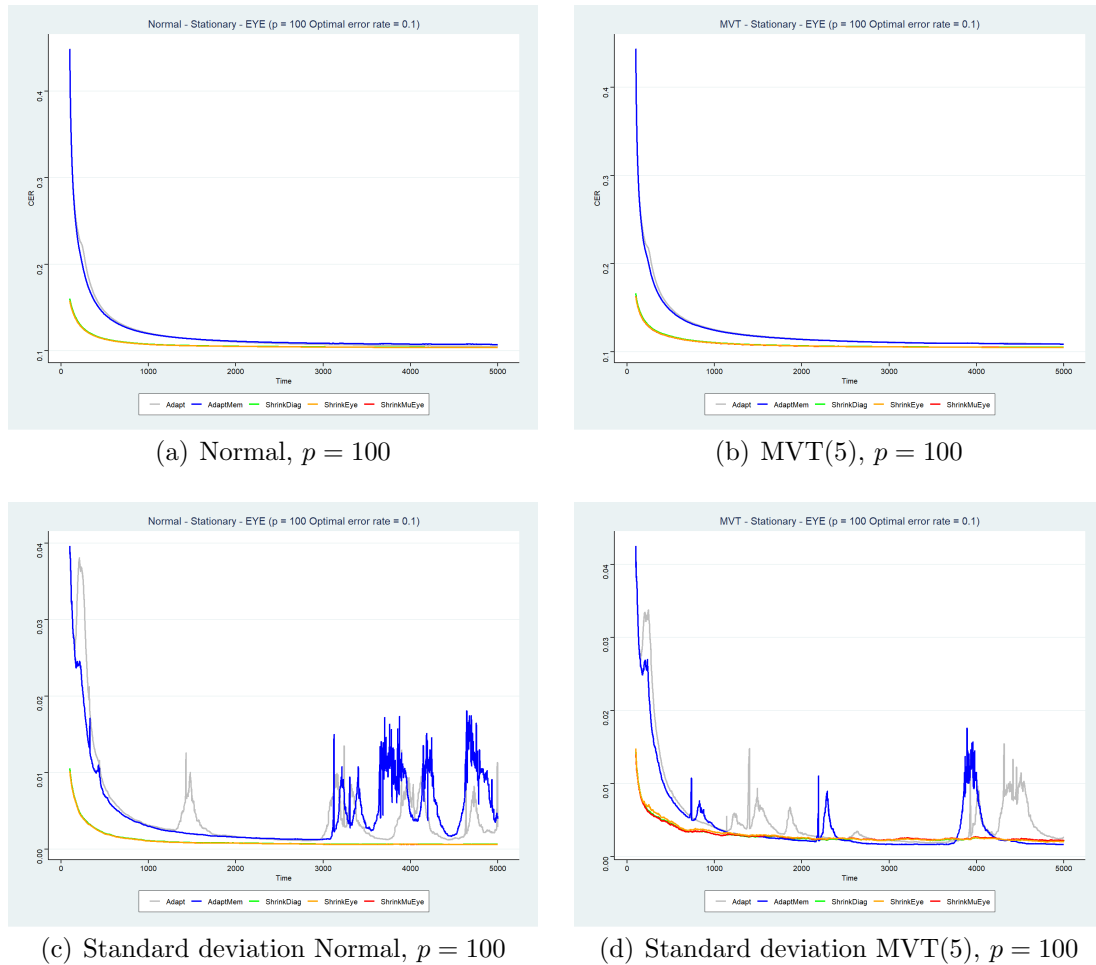 Normal - Stationary - EYE (p = 100 Optimal error rate = 0.1)
CER
0.4
0.3
0.2
0.1
0 1000 2000 3000 4000 5000
Time
Adapt AdaptMem ShrinkDiag ShrinkEye ShrinkMuEye
(a) Normal, p = 100
MVT - Stationary - EYE (p = 100 Optimal error rate = 0.1)
CER
0.4
0.3
0.2
0.1
0 1000 2000 3000 4000 5000
Time
Adapt AdaptMem ShrinkDiag ShrinkEye ShrinkMuEye
(b) MVT(5), p = 100
Normal - Stationary - EYE (p = 100 Optimal error rate = 0.1)
0.04
0.03
0.02
0.01
0.00
0 1000 2000 3000 4000 5000
Time
Adapt AdaptMem ShrinkDiag ShrinkEye ShrinkMuEye
(c) Standard deviation Normal, p = 100
MVT - Stationary - EYE (p = 100 Optimal error rate = 0.1)
0.04
0.03
0.02
0.01
0.00
0 1000 2000 3000 4000 5000
Time
Adapt AdaptMem ShrinkDiag ShrinkEye ShrinkMuEye
(d) Standard deviation MVT(5), p = 100